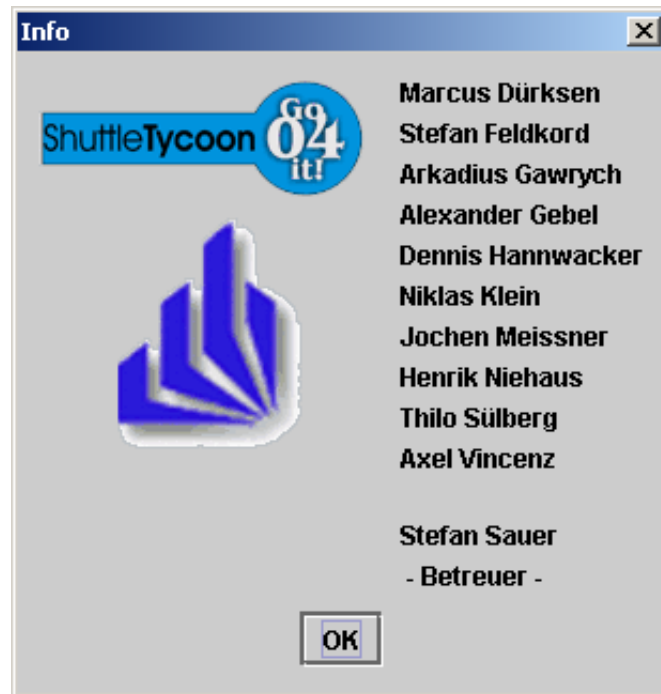 Info
ShuttleTycoon
Go
04
it!
Marcus Dürksen
Stefan Feldkord
Arkadius Gawrych
Alexander Gebel
Dennis Hannwacker
Niklas Klein
Jochen Meissner
Henrik Niehaus
Thilo Sülberg
Axel Vincenz
Stefan Sauer
- Betreuer -
OK